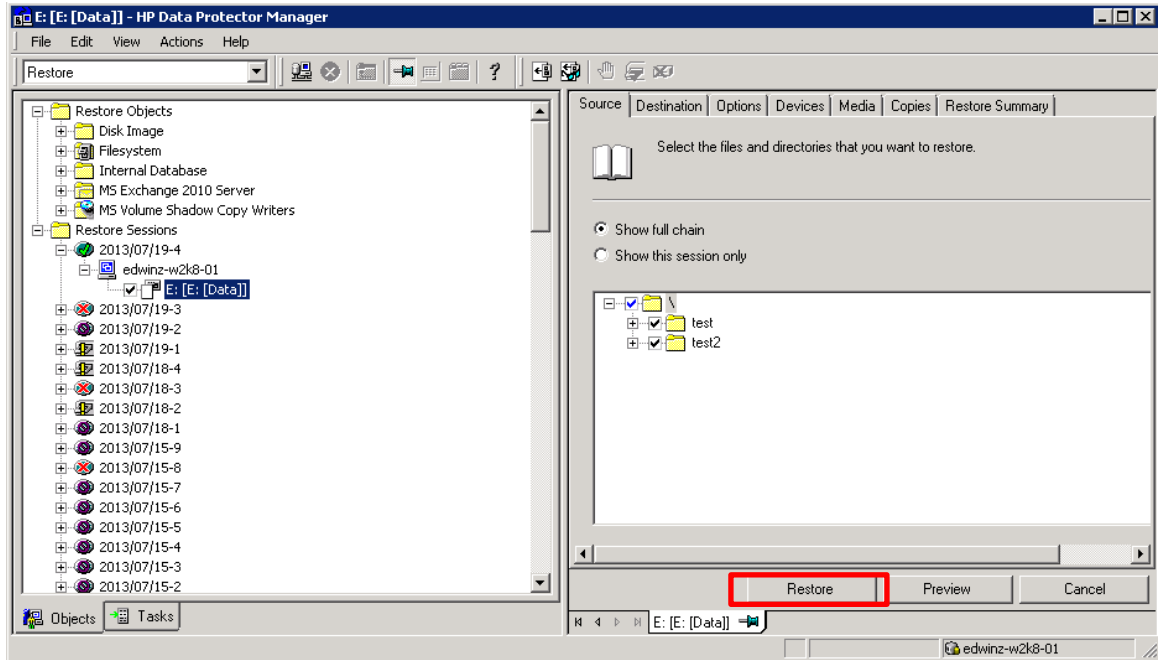 E: [E: [Data]] - HP Data Protector Manager
File Edit View Actions Help
Restore
Restore Objects
Disk Image
Filesystem
Internal Database
MS Exchange 2010 Server
MS Volume Shadow Copy Writers
Restore Sessions
2013/07/19-4
edwinz-w2k8-01
E: [E: [Data]]
2013/07/19-3
2013/07/19-2
2013/07/19-1
2013/07/18-4
2013/07/18-3
2013/07/18-2
2013/07/18-1
2013/07/15-9
2013/07/15-8
2013/07/15-7
2013/07/15-6
2013/07/15-5
2013/07/15-4
2013/07/15-3
2013/07/15-2
Objects Tasks
Source Destination Options Devices Media Copies Restore Summary
Select the files and directories that you want to restore.
Show full chain
Show this session only
\
test
test2
Restore Preview Cancel
E: [E: [Data]]
edwinz-w2k8-01